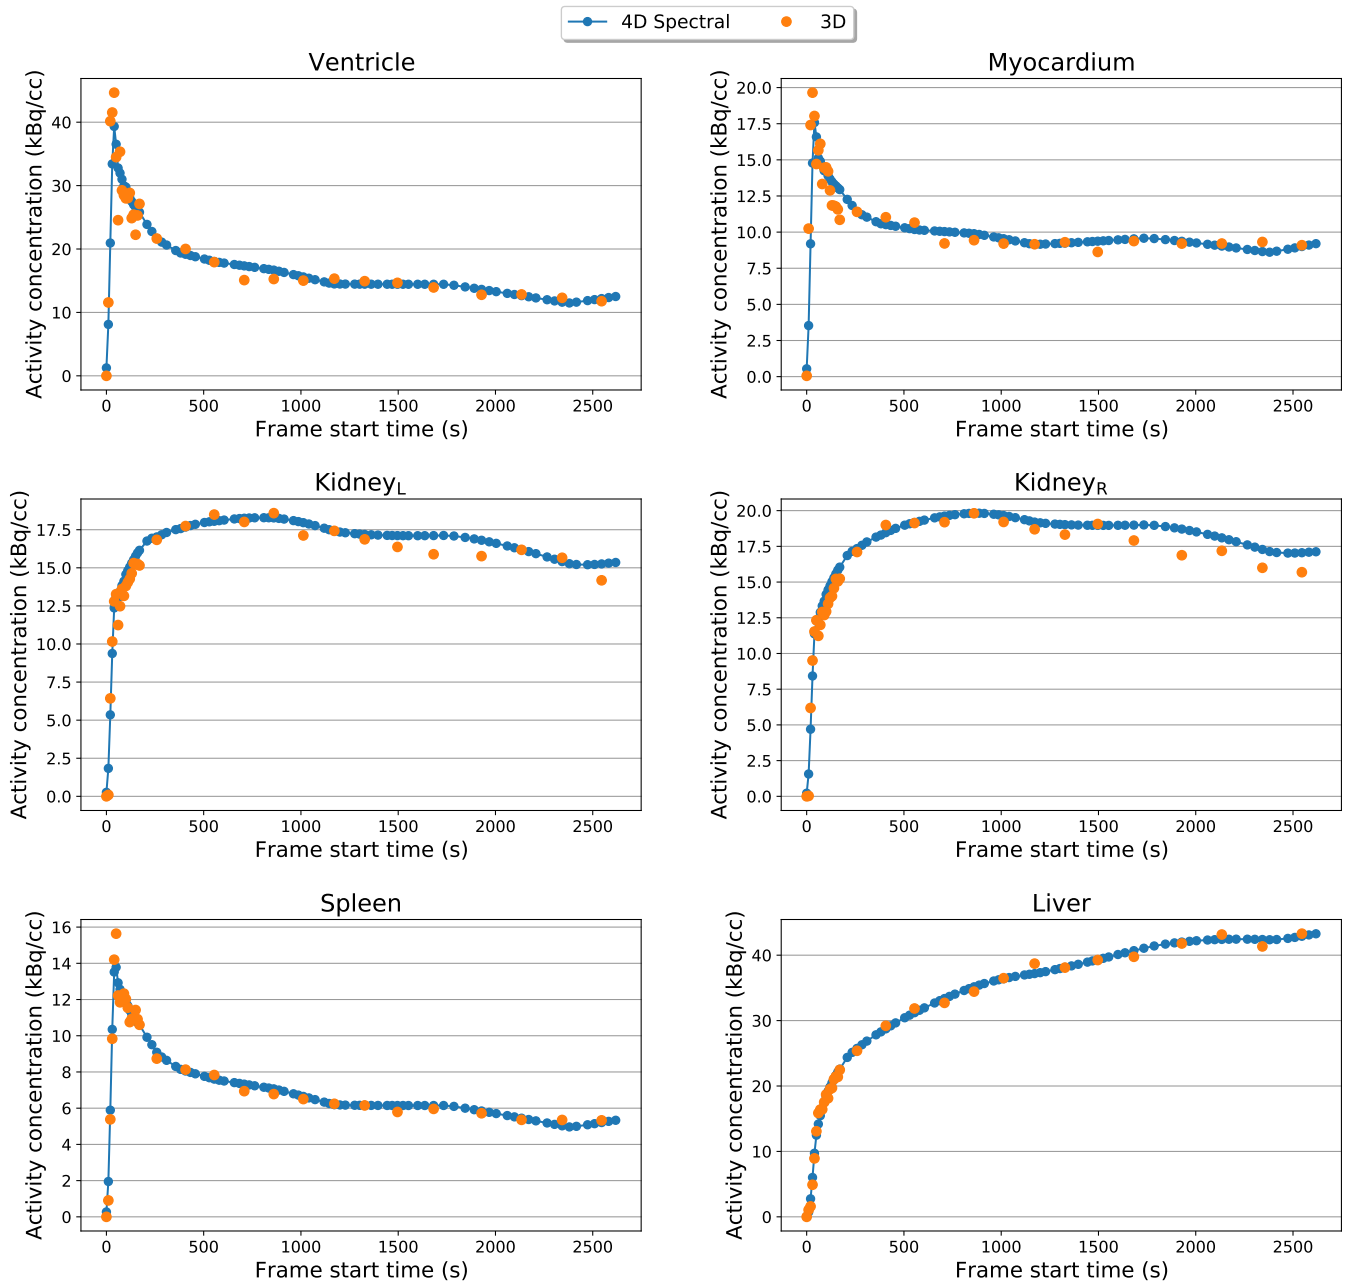 4D Spectral 3D
Ventricle
Activity concentration (kBq/cc)
40
30
20
10
0
0 500 1000 1500 2000 2500
Frame start time (s)
Myocardium
Activity concentration (kBq/cc)
20.0
17.5
15.0
12.5
10.0
7.5
5.0
2.5
0.0
0 500 1000 1500 2000 2500
Frame start time (s)
Kidney_L
Activity concentration (kBq/cc)
17.5
15.0
12.5
10.0
7.5
5.0
2.5
0.0
0 500 1000 1500 2000 2500
Frame start time (s)
Kidney_R
Activity concentration (kBq/cc)
20.0
17.5
15.0
12.5
10.0
7.5
5.0
2.5
0.0
0 500 1000 1500 2000 2500
Frame start time (s)
Spleen
Activity concentration (kBq/cc)
16
14
12
10
8
6
4
2
0
0 500 1000 1500 2000 2500
Frame start time (s)
Liver
Activity concentration (kBq/cc)
40
30
20
10
0
0 500 1000 1500 2000 2500
Frame start time (s)